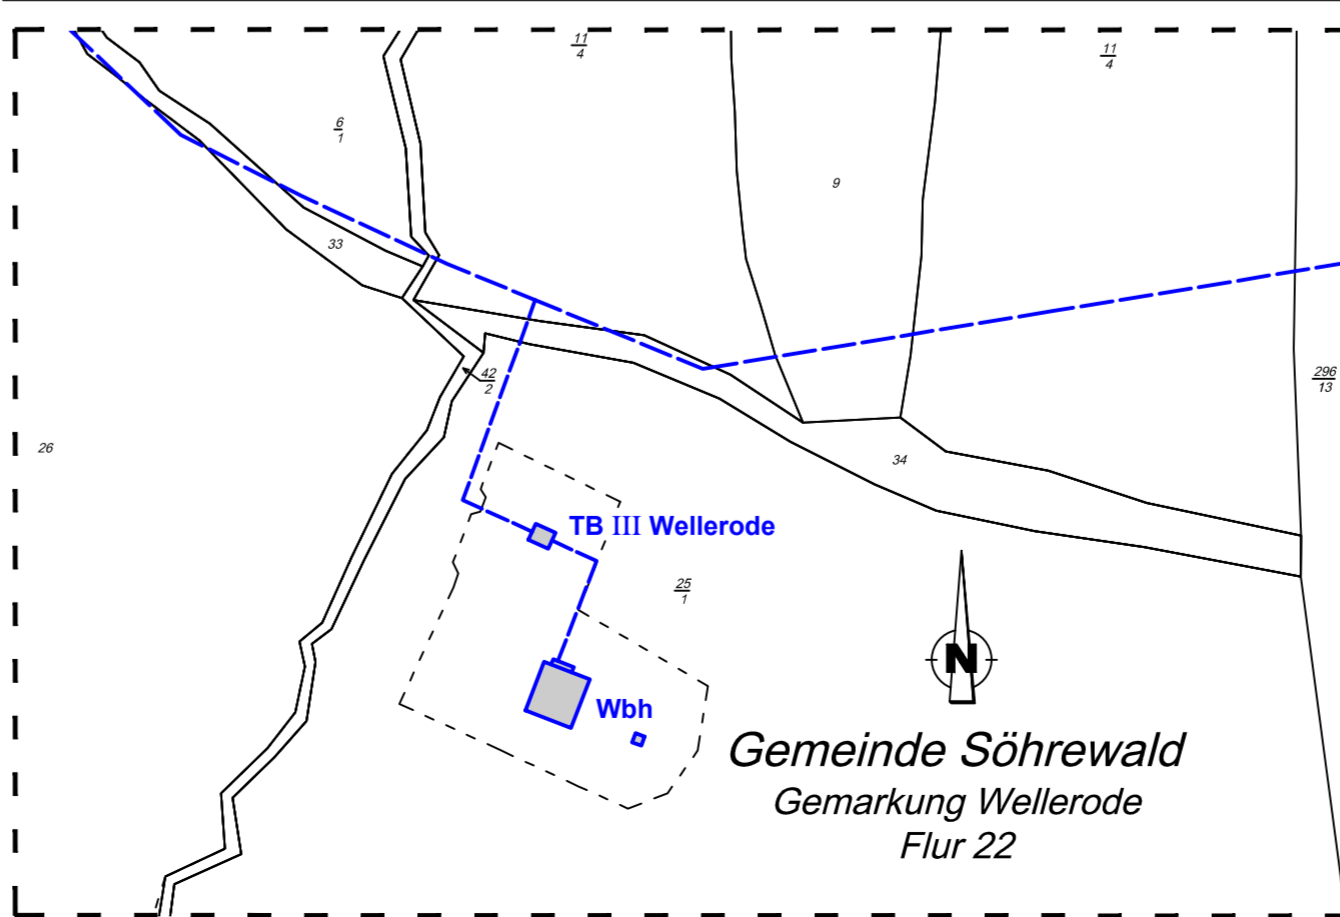 11
4
11
4
6
1
9
33
42
2
296
13
26
34
TB III Wellerode
25
1
N
Wbh
Gemeinde Söhrewald
Gemarkung Wellerode
Flur 22